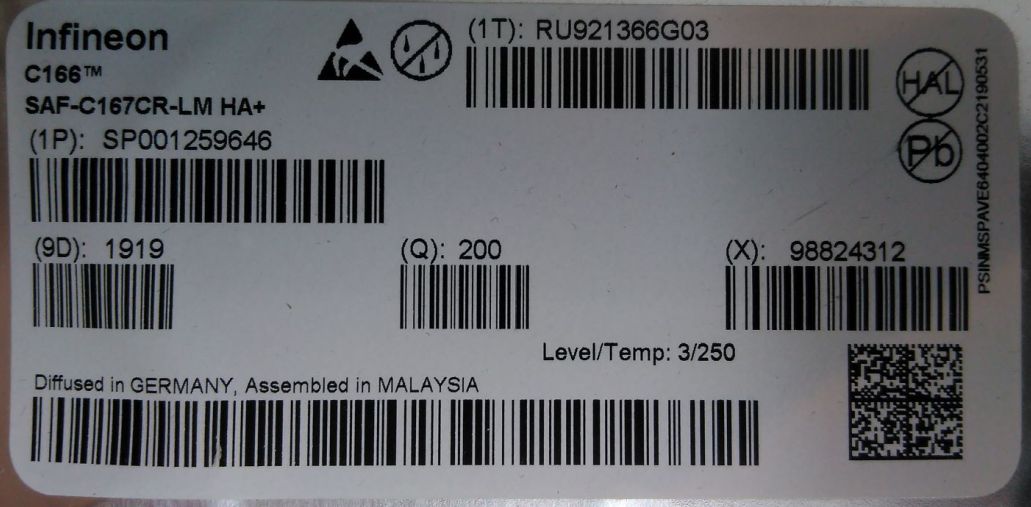 Infineon
C166™
SAF-C167CR-LM HA+
(1P): SP001259646
(1T): RU921366G03
HAL
Pb
PSINMSPAVE6404002C2190531
(9D): 1919
(Q): 200
(X): 98824312
Level/Temp: 3/250
Diffused in GERMANY, Assembled in MALAYSIA